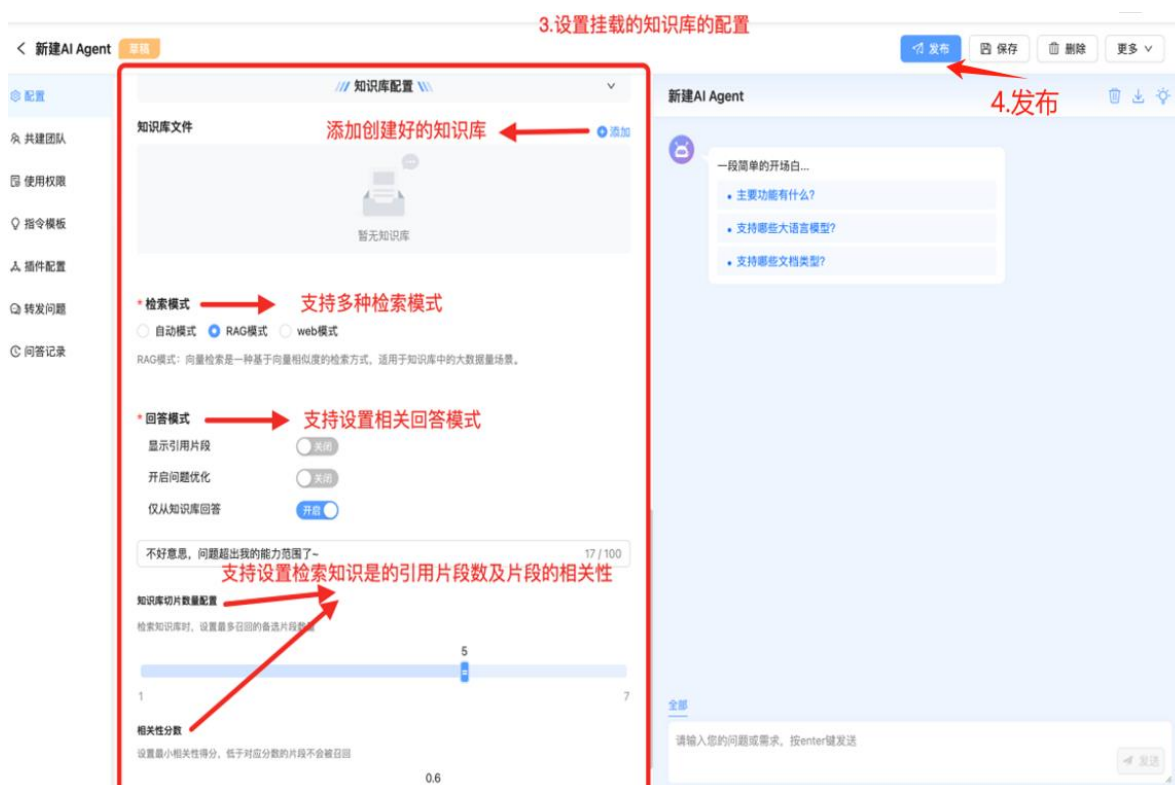 3.设置挂载的知识库的配置
新建AI Agent 草稿
发布 保存 删除 更多
4.发布
配置
共建团队
使用权限
指令模板
插件配置
转发问题
问答记录
知识库配置
知识库文件
添加创建好的知识库
添加
暂无知识库
* 检索模式
支持多种检索模式
自动模式 RAG模式 web模式
RAG模式：向量检索是一种基于向量相似度的检索方式，适用于知识库中的大数据量场景。
* 回答模式
支持设置相关回答模式
显示引用片段 关闭
开启问题优化 关闭
仅从知识库回答 开启
不好意思，问题超出我的能力范围了~ 17 / 100
支持设置检索知识是的引用片段数及片段的相关性
知识库切片数量配置
检索知识库时，设置最多召回的备选片段数量
5
1 7
相关性分数
设置最小相关性得分，低于对应分数的片段不会被召回
0.6
新建AI Agent
一段简单的开场白...
• 主要功能有什么?
• 支持哪些大语言模型?
• 支持哪些文档类型?
全部
请输入您的问题或需求，按enter键发送
发送